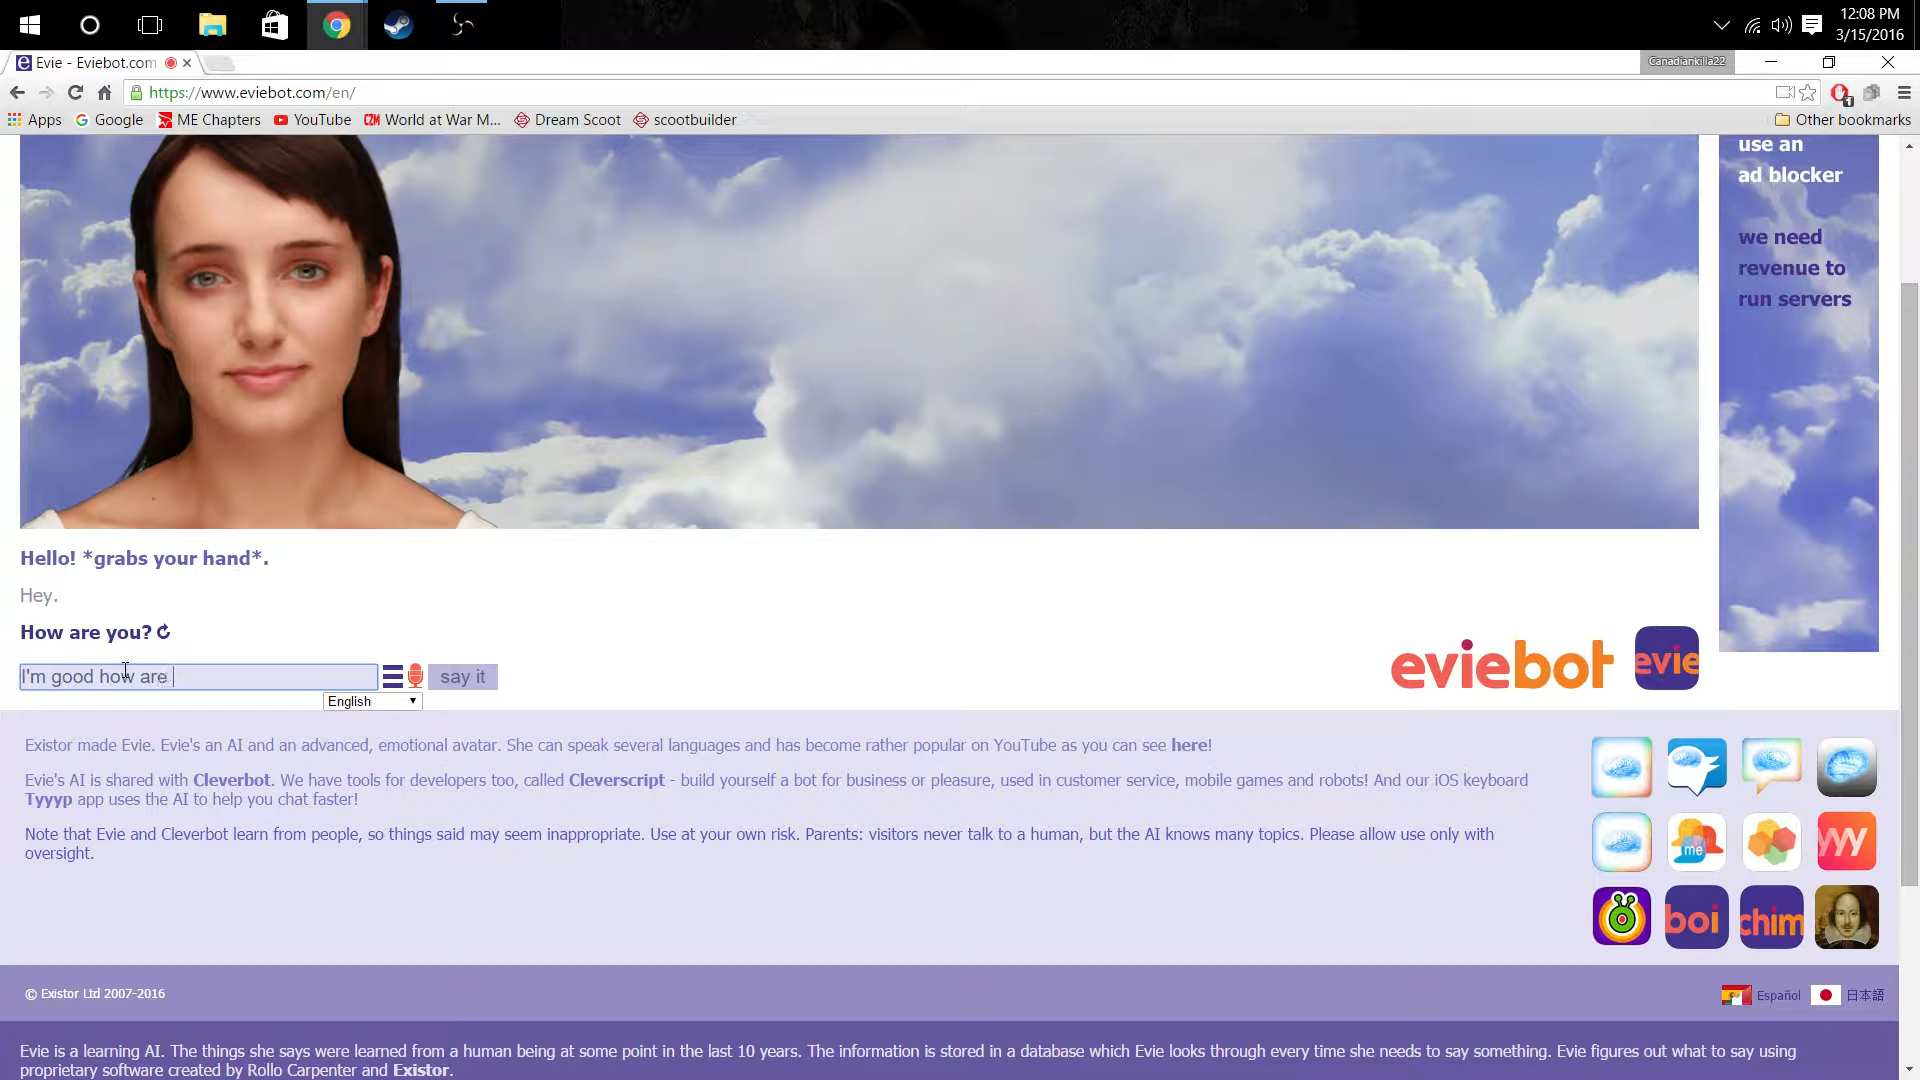 12:08 PM
3/15/2016
Evie - Eviebot.com
Canadiankilla22
https://www.eviebot.com/en/
Apps Google ME Chapters YouTube CZM World at War M... Dream Scoot scootbuilder Other bookmarks
use an
ad blocker
we need
revenue to
run servers
Hello! *grabs your hand*.
Hey.
How are you?
I'm good how are
say it
English
eviebot evie
Existor made Evie. Evie's an AI and an advanced, emotional avatar. She can speak several languages and has become rather popular on YouTube as you can see here!
Evie's AI is shared with Cleverbot. We have tools for developers too, called Cleverscript - build yourself a bot for business or pleasure, used in customer service, mobile games and robots! And our iOS keyboard
Tyyyp app uses the AI to help you chat faster!
Note that Evie and Cleverbot learn from people, so things said may seem inappropriate. Use at your own risk. Parents: visitors never talk to a human, but the AI knows many topics. Please allow use only with
oversight.
me yyy
boi chim
© Existor Ltd 2007-2016
Español 日本語
Evie is a learning AI. The things she says were learned from a human being at some point in the last 10 years. The information is stored in a database which Evie looks through every time she needs to say something. Evie figures out what to say using
proprietary software created by Rollo Carpenter and Existor.